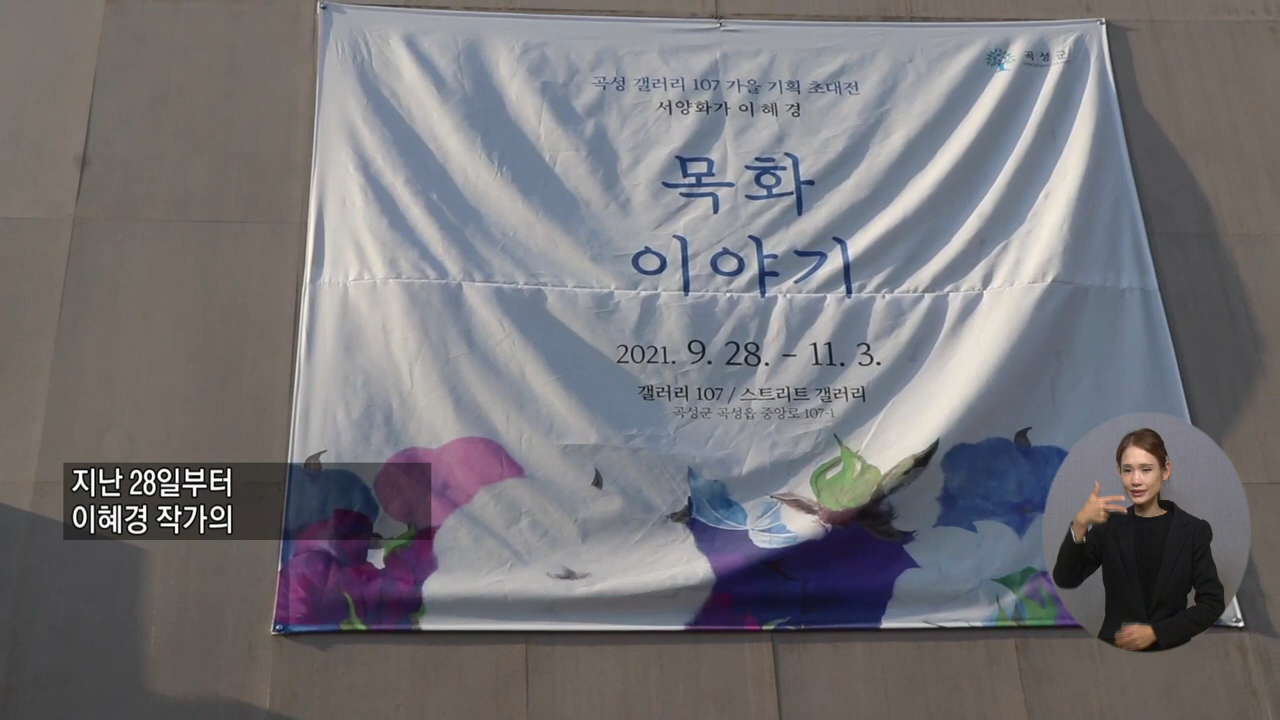 곡성군
곡성 갤러리 107 가을 기획 초대전
서양화가 이혜경
목화
이야기
2021. 9. 28. - 11. 3.
갤러리 107 / 스트리트 갤러리
곡성군 곡성읍 중앙로 107-1
지난 28일부터
이혜경 작가의